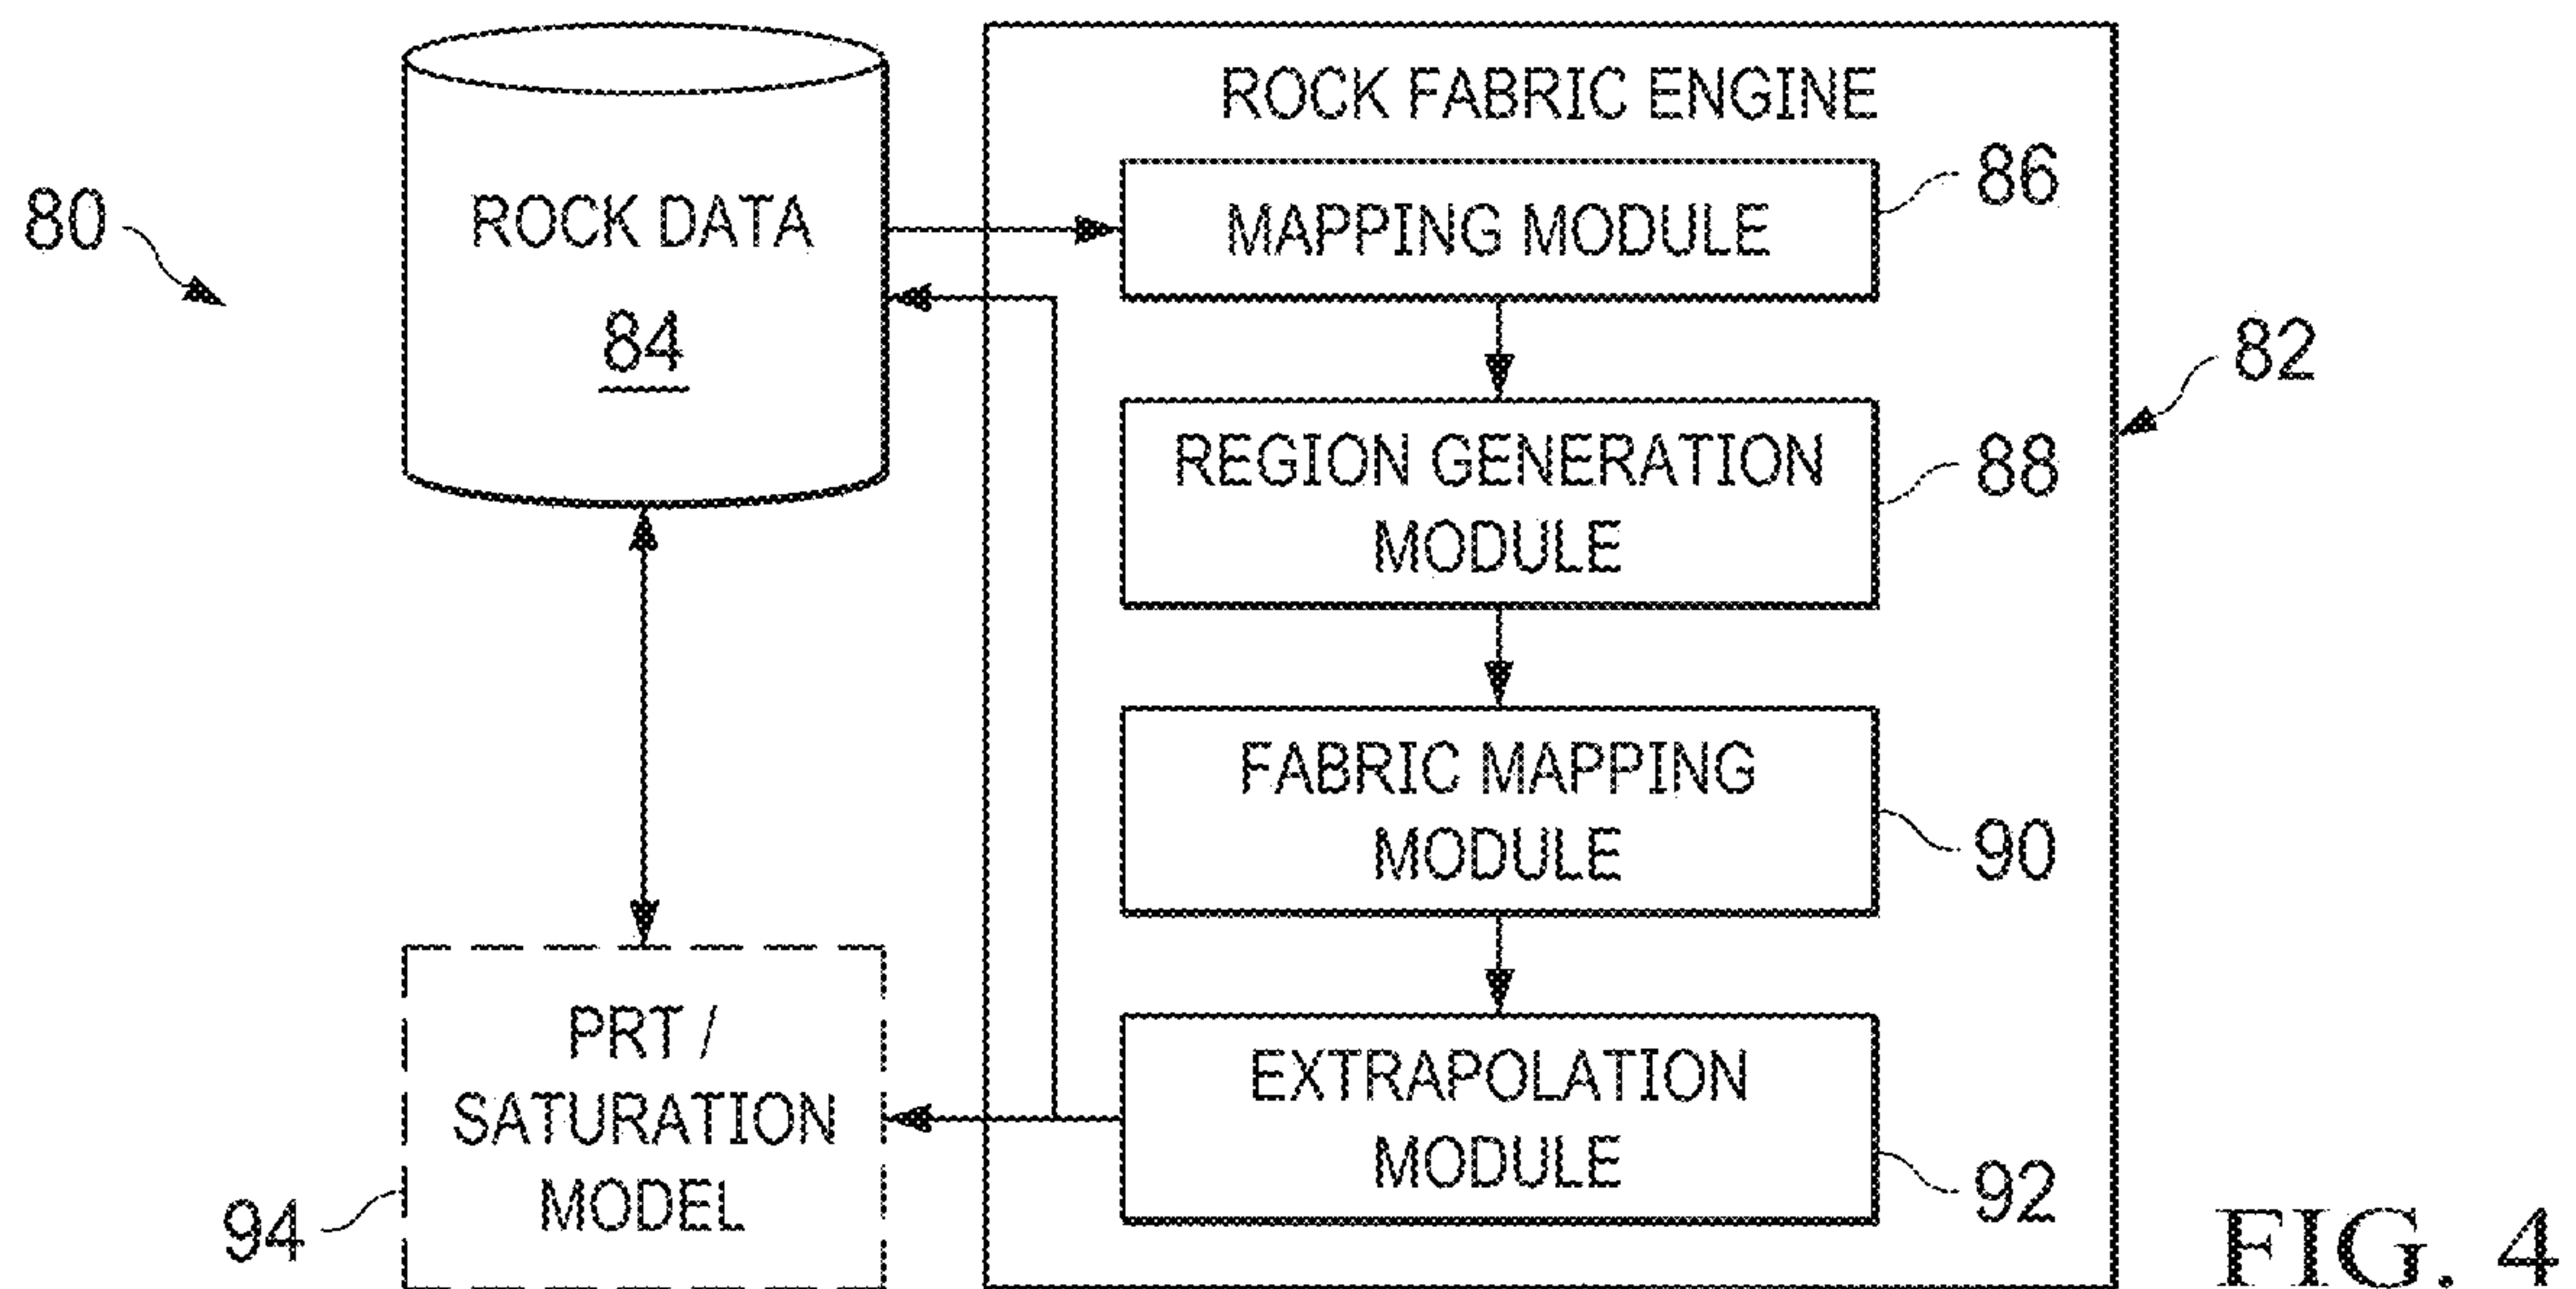 80
ROCK DATA
84
ROCK FABRIC ENGINE
MAPPING MODULE
86
82
REGION GENERATION
MODULE
88
FABRIC MAPPING
MODULE
90
EXTRAPOLATION
MODULE
92
PRT /
SATURATION
MODEL
94
FIG. 4